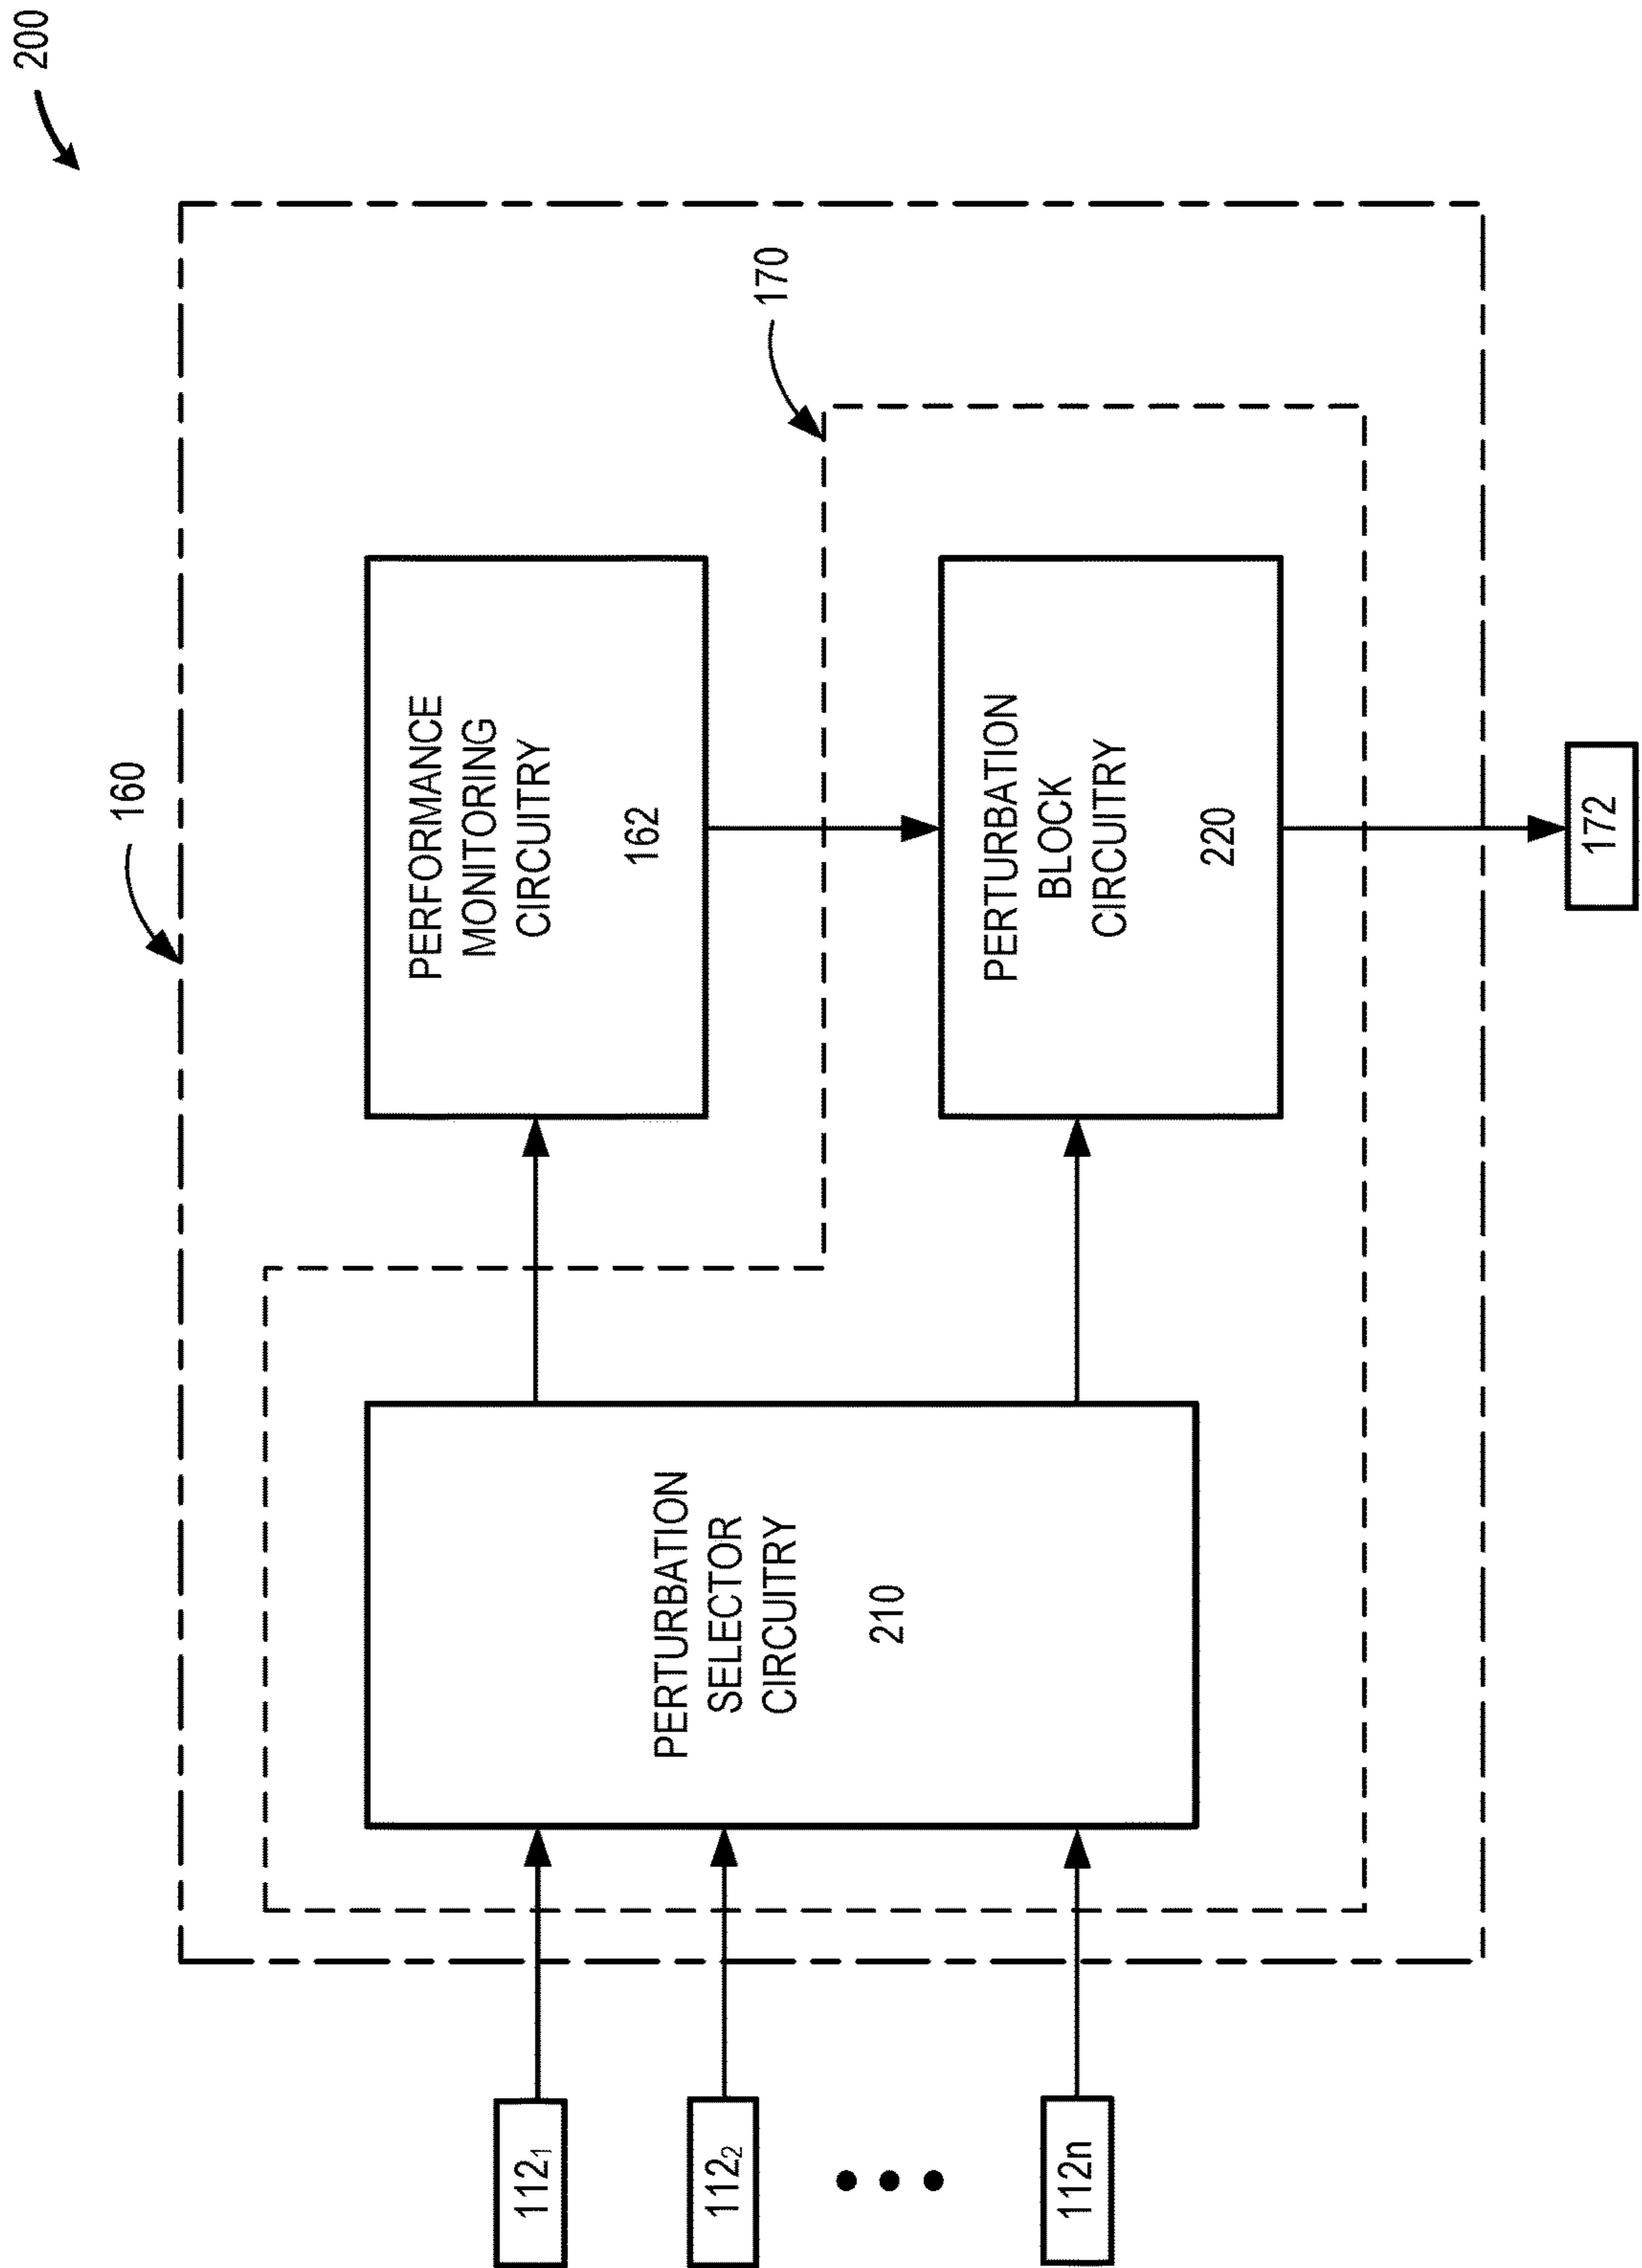 200
160
170
PERFORMANCE
MONITORING
CIRCUITRY
162
PERTURBATION
SELECTOR
CIRCUITRY
210
PERTURBATION
BLOCK
CIRCUITRY
220
112₁
112₂
112n
172